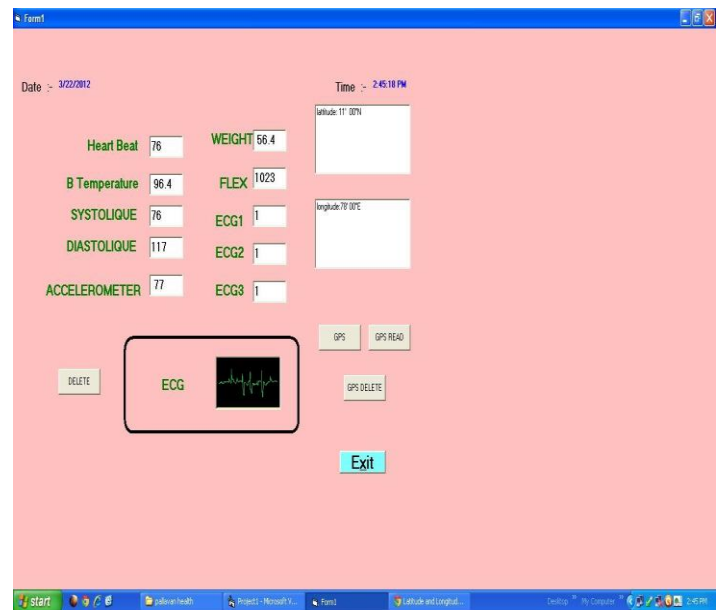 Form1
Date :- 3/22/2012
Time :- 2:45:18 PM
lattitude: 11' .00"N
Heart Beat 76
WEIGHT 56.4
B Temperature 96.4
FLEX 1023
longitude:78' 00"E
SYSTOLIQUE 76
ECG1 1
DIASTOLIQUE 117
ECG2 1
ACCELEROMETER 77
ECG3 1
GPS
GPS READ
DELETE
ECG
GPS DELETE
Exit
start
pallavan health
Project1 - Microsoft V...
Form1
Latitude and Longitud...
Desktop
My Computer
2:45 PM